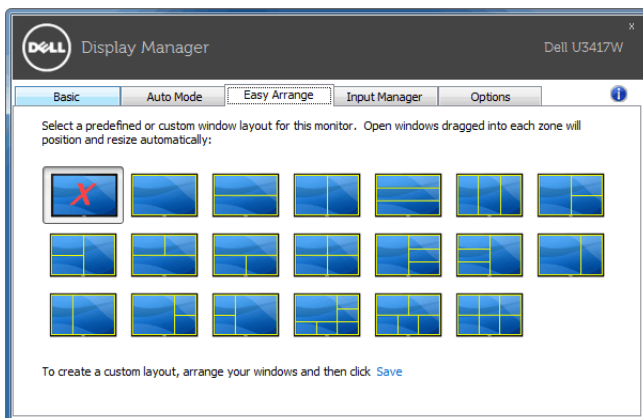 x
DELL Display Manager Dell U3417W
Basic Auto Mode Easy Arrange Input Manager Options i
Select a predefined or custom window layout for this monitor. Open windows dragged into each zone will
position and resize automatically:
X
To create a custom layout, arrange your windows and then click Save